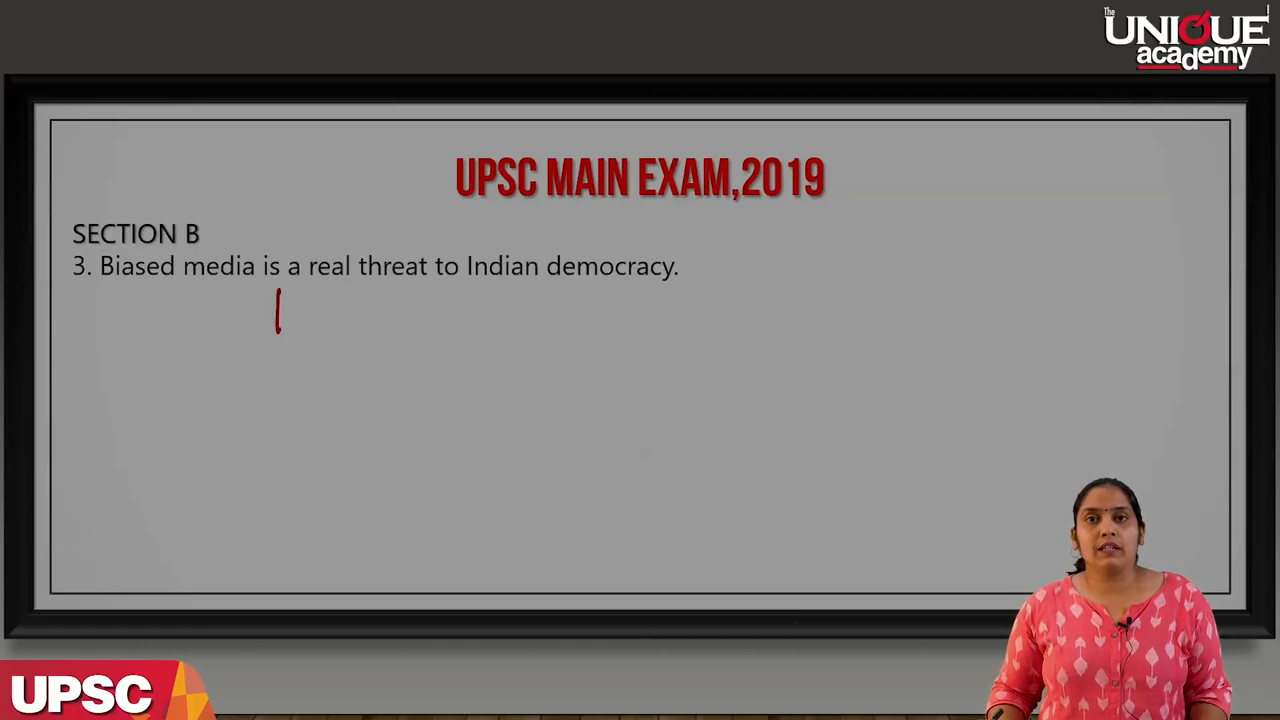 The
UNIQUE
academy
UPSC MAIN EXAM,2019
SECTION B
3. Biased media is a real threat to Indian democracy.
UPSC